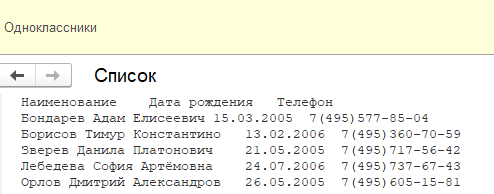 Одноклассники
Список
Наименование Дата рождения Телефон
Бондарев Адам Елисеевич 15.03.2005 7(495)577-85-04
Борисов Тимур Константино 13.02.2006 7(495)360-70-59
Зверев Данила Платонович 21.05.2005 7(495)717-56-42
Лебедева София Артёмовна 24.07.2006 7(495)737-67-43
Орлов Дмитрий Александров 26.05.2005 7(495)605-15-81